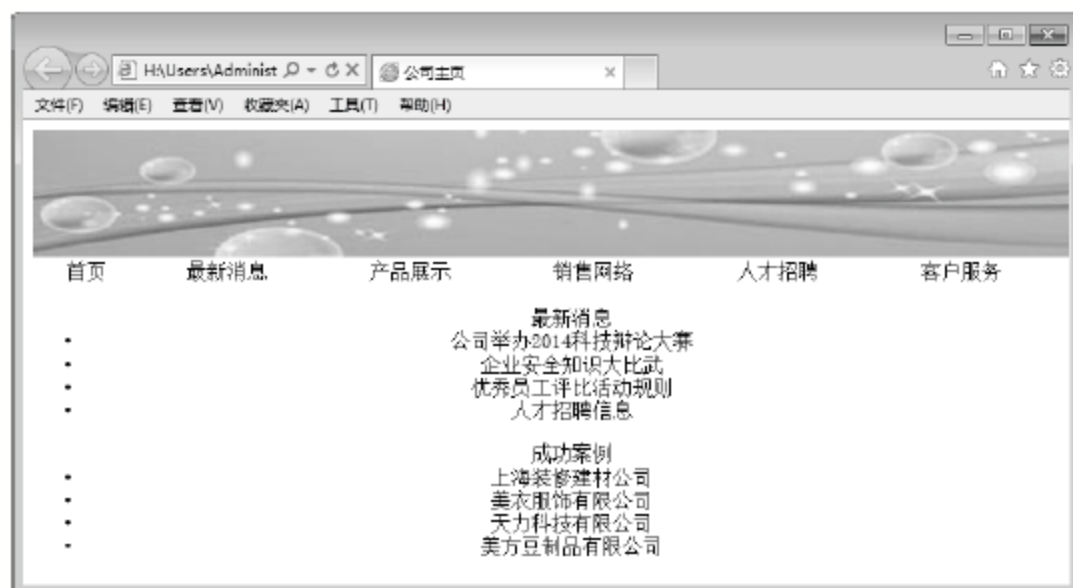 H:\Users\Administ
公司主页
文件(F) 编辑(E) 查看(V) 收藏夹(A) 工具(T) 帮助(H)
首页 最新消息 产品展示 销售网络 人才招聘 客户服务
最新消息
• 公司举办2014科技辩论大赛
• 企业安全知识大比武
• 优秀员工评比活动规则
• 人才招聘信息
成功案例
• 上海装修建材公司
• 美衣服饰有限公司
• 天力科技有限公司
• 美方豆制品有限公司